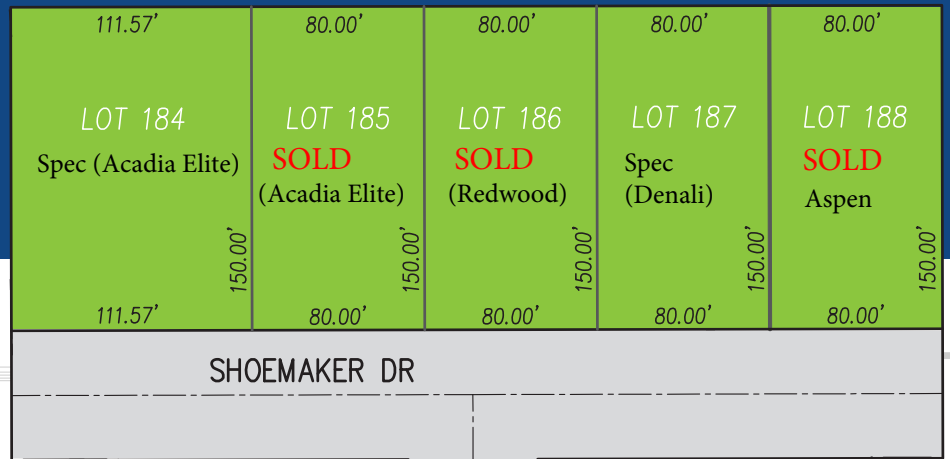 111.57'
80.00'
80.00'
80.00'
80.00'
LOT 184
LOT 185
LOT 186
LOT 187
LOT 188
Spec (Acadia Elite)
SOLD
(Acadia Elite)
SOLD
(Redwood)
Spec
(Denali)
SOLD
Aspen
150.00'
150.00'
150.00'
150.00'
150.00'
111.57'
80.00'
80.00'
80.00'
80.00'
SHOEMAKER DR